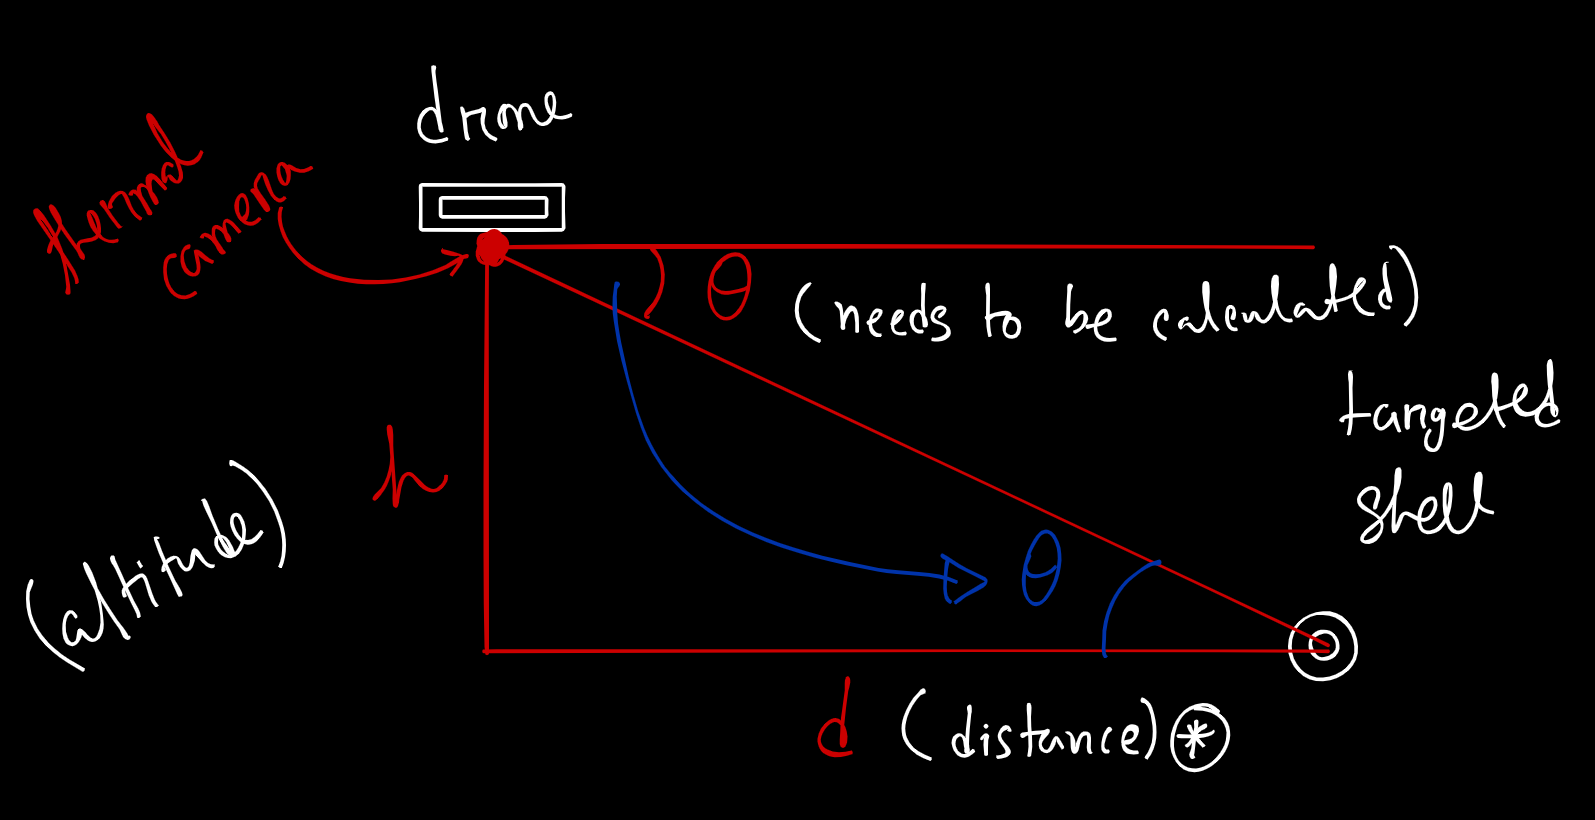 drone
thermal
camera
θ
(needs to be calculated)
targeted
shell
h
(altitude)
θ
d (distance) *